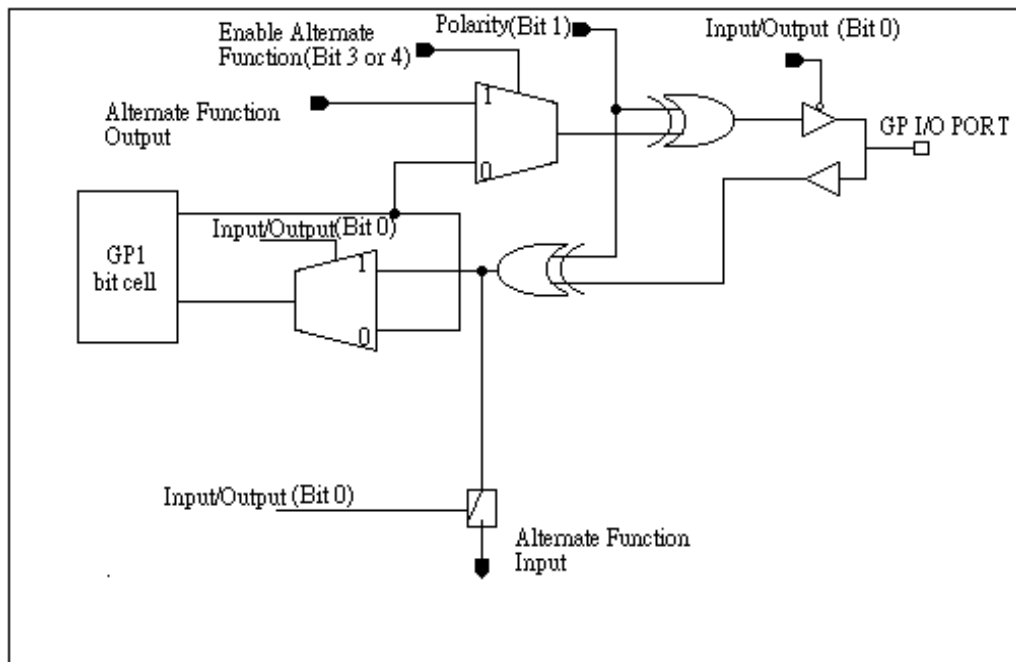 Polarity(Bit 1)
Input/Output (Bit 0)
Enable Alternate
Function(Bit 3 or 4)
Alternate Function
Output
1
0
GP I/O PORT
Input/Output(Bit 0)
GP1
bit cell
1
0
Input/Output (Bit 0)
Alternate Function
Input